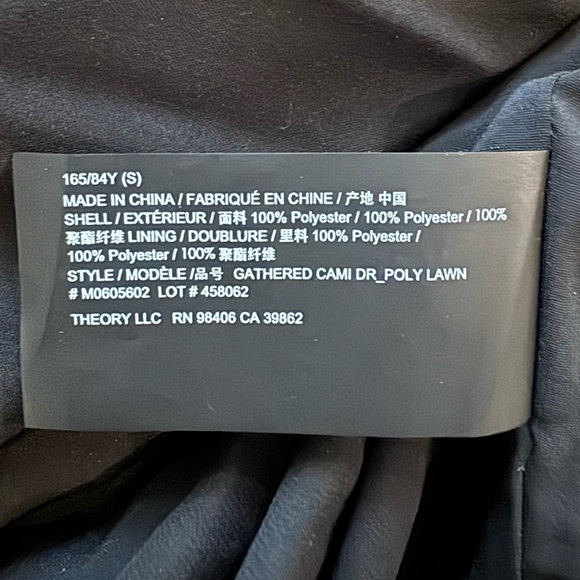 165/84Y (S)
MADE IN CHINA / FABRIQUÉ EN CHINE / 产地 中国
SHELL / EXTÉRIEUR / 面料 100% Polyester / 100% Polyester / 100%
聚酯纤维 LINING / DOUBLURE / 里料 100% Polyester /
100% Polyester / 100% 聚酯纤维
STYLE / MODÈLE /品号 GATHERED CAMI DR_POLY LAWN
# M0605602 LOT # 458062
THEORY LLC RN 98406 CA 39862